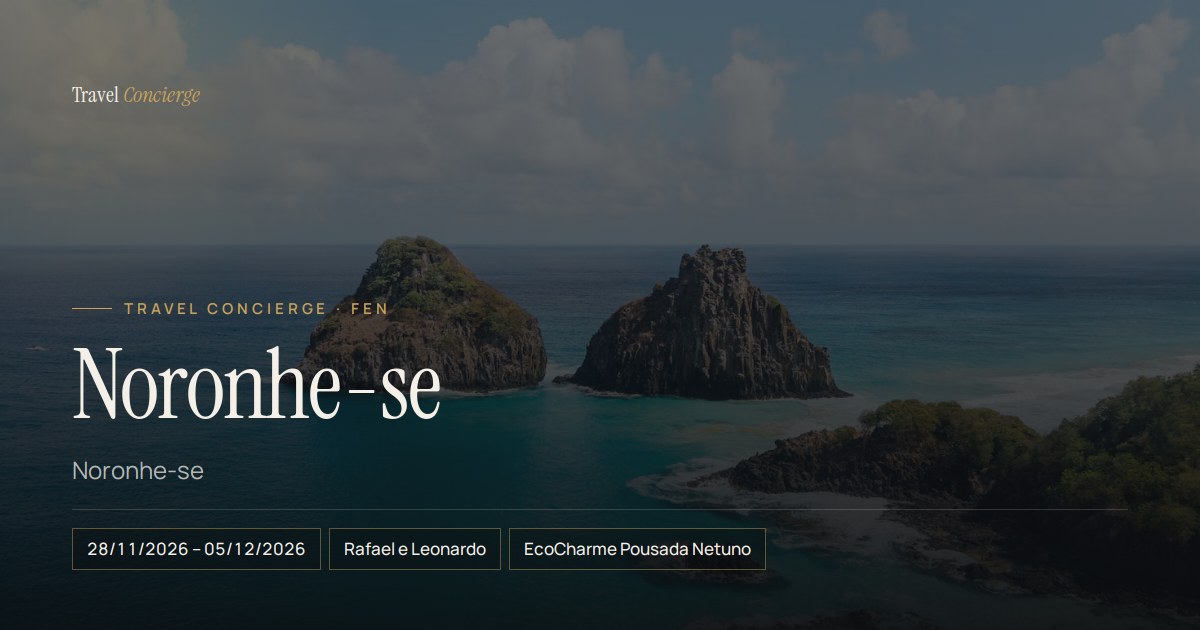 Travel Concierge
TRAVEL CONCIERGE · FEN
Noronhe-se
Noronhe-se
28/11/2026 – 05/12/2026
Rafael e Leonardo
EcoCharme Pousada Netuno